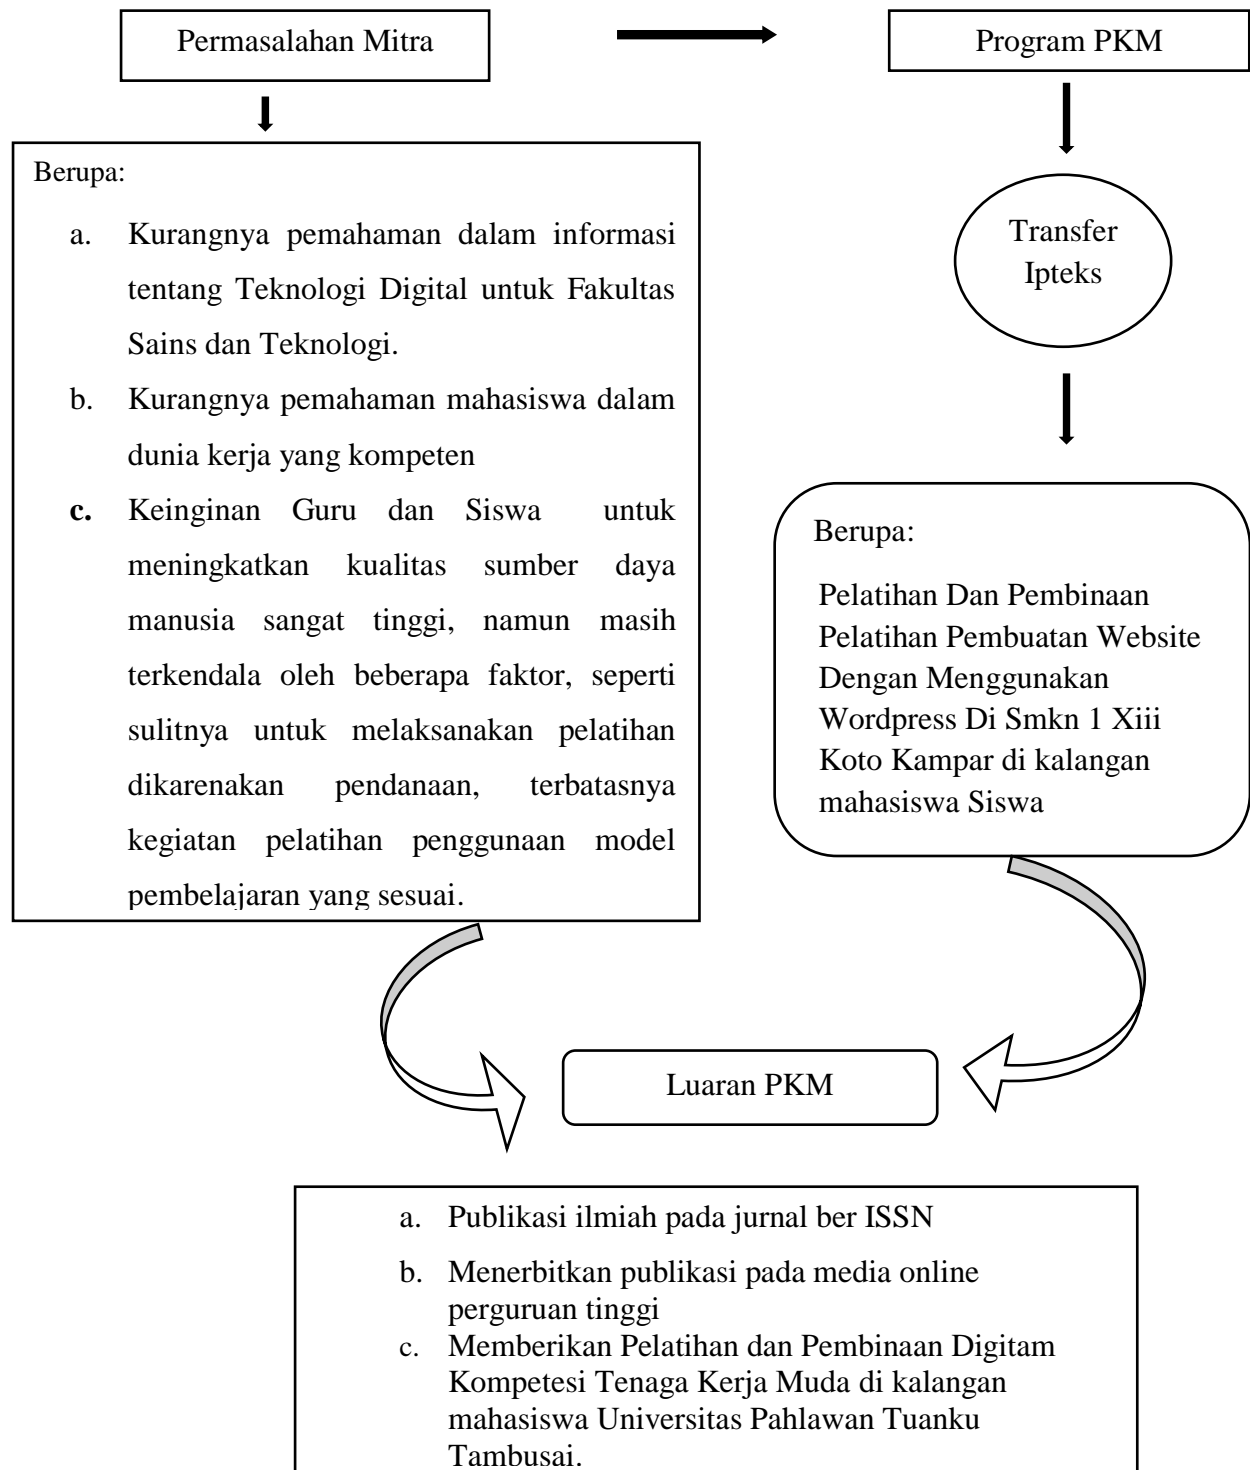 Permasalahan Mitra
Program PKM
Berupa:
a. Kurangnya pemahaman dalam informasi
tentang Teknologi Digital untuk Fakultas
Sains dan Teknologi.
b. Kurangnya pemahaman mahasiswa dalam
dunia kerja yang kompeten
c. Keinginan Guru dan Siswa untuk
meningkatkan kualitas sumber daya
manusia sangat tinggi, namun masih
terkendala oleh beberapa faktor, seperti
sulitnya untuk melaksanakan pelatihan
dikarenakan pendanaan, terbatasnya
kegiatan pelatihan penggunaan model
pembelajaran yang sesuai.
Transfer
Ipteks
Berupa:
Pelatihan Dan Pembinaan
Pelatihan Pembuatan Website
Dengan Menggunakan
Wordpress Di Smkn 1 Xiii
Koto Kampar di kalangan
mahasiswa Siswa
Luaran PKM
a. Publikasi ilmiah pada jurnal ber ISSN
b. Menerbitkan publikasi pada media online
perguruan tinggi
c. Memberikan Pelatihan dan Pembinaan Digitam
Kompetesi Tenaga Kerja Muda di kalangan
mahasiswa Universitas Pahlawan Tuanku
Tambusai.